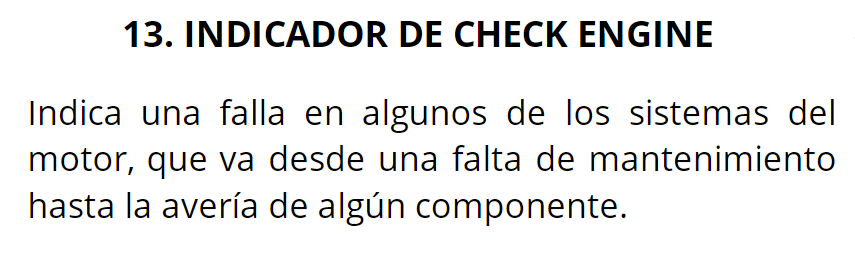 13. INDICADOR DE CHECK ENGINE
Indica una falla en algunos de los sistemas del
motor, que va desde una falta de mantenimiento
hasta la avería de algún componente.